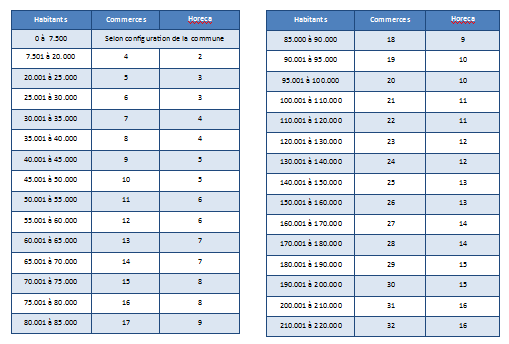 Habitants Commerces Horeca
0 à 7.500 Selon configuration de la commune
7.501 à 20.000 4 2
20.001 à 25.000 5 3
25.001 à 30.000 6 3
30.001 à 35.000 7 4
35.001 à 40.000 8 4
40.001 à 45.000 9 5
45.001 à 50.000 10 5
50.001 à 55.000 11 6
55.001 à 60.000 12 6
60.001 à 65.000 13 7
65.001 à 70.000 14 7
70.001 à 75.000 15 8
75.001 à 80.000 16 8
80.001 à 85.000 17 9
Habitants Commerces Horeca
85.000 à 90.000 18 9
90.001 à 95.000 19 10
95.001 à 100.000 20 10
100.001 à 110.000 21 11
110.001 à 120.000 22 11
120.001 à 130.000 23 12
130.001 à 140.000 24 12
140.001 à 150.000 25 13
150.001 à 160.000 26 13
160.001 à 170.000 27 14
170.001 à 180.000 28 14
180.001 à 190.000 29 15
190.001 à 200.000 30 15
200.001 à 210.000 31 16
210.001 à 220.000 32 16